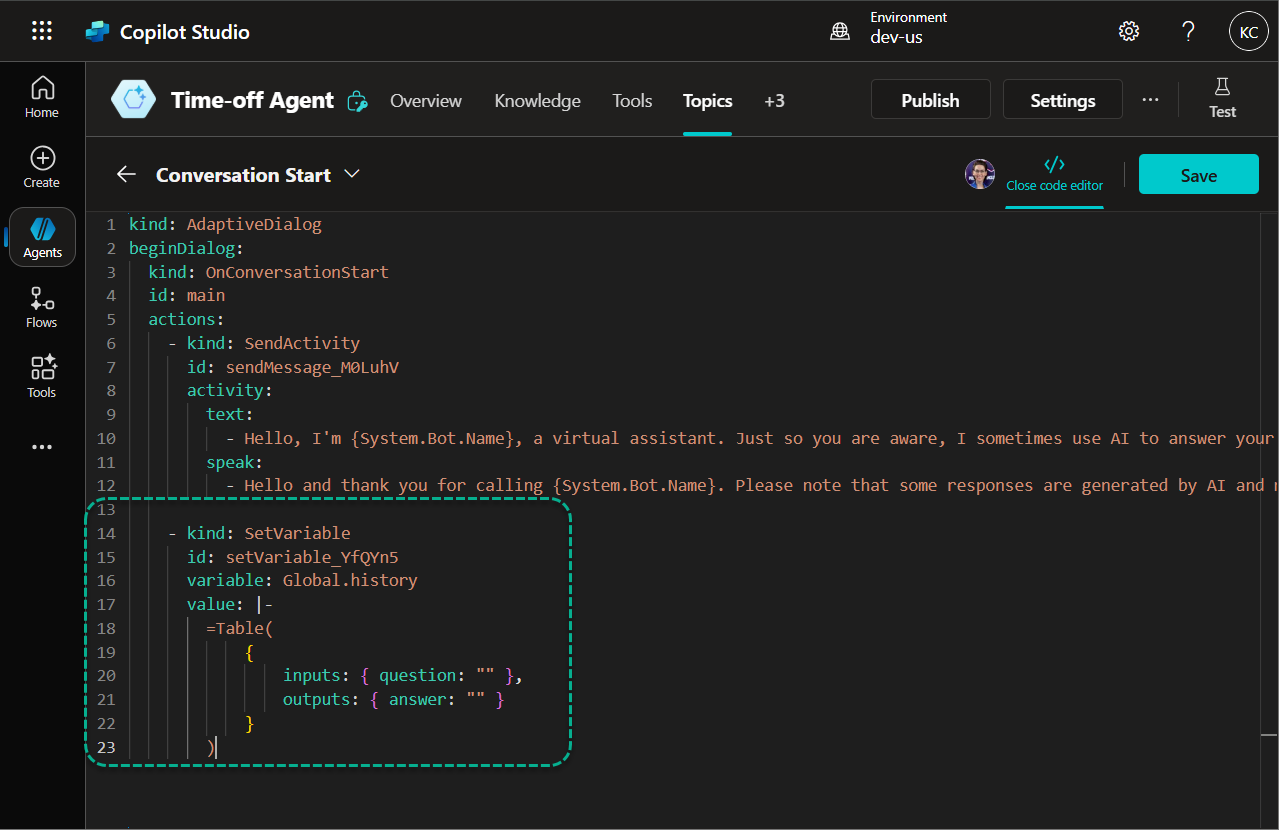 Copilot Studio
Environment
dev-us
?
KC
Home
Create
Agents
Flows
Tools
Time-off Agent
Overview
Knowledge
Tools
Topics
+3
Publish
Settings
Test
Conversation Start
Close code editor
Save
1 kind: AdaptiveDialog
2 beginDialog:
3 kind: OnConversationStart
4 id: main
5 actions:
6 - kind: SendActivity
7 id: sendMessage_M0LuhV
8 activity:
9 text:
10 - Hello, I'm {System.Bot.Name}, a virtual assistant. Just so you are aware, I sometimes use AI to answer your
11 speak:
12 - Hello and thank you for calling {System.Bot.Name}. Please note that some responses are generated by AI and
13
14 - kind: SetVariable
15 id: setVariable_YfQYn5
16 variable: Global.history
17 value: |-
18 =Table(
19 {
20 inputs: { question: "" },
21 outputs: { answer: "" }
22 }
23 )